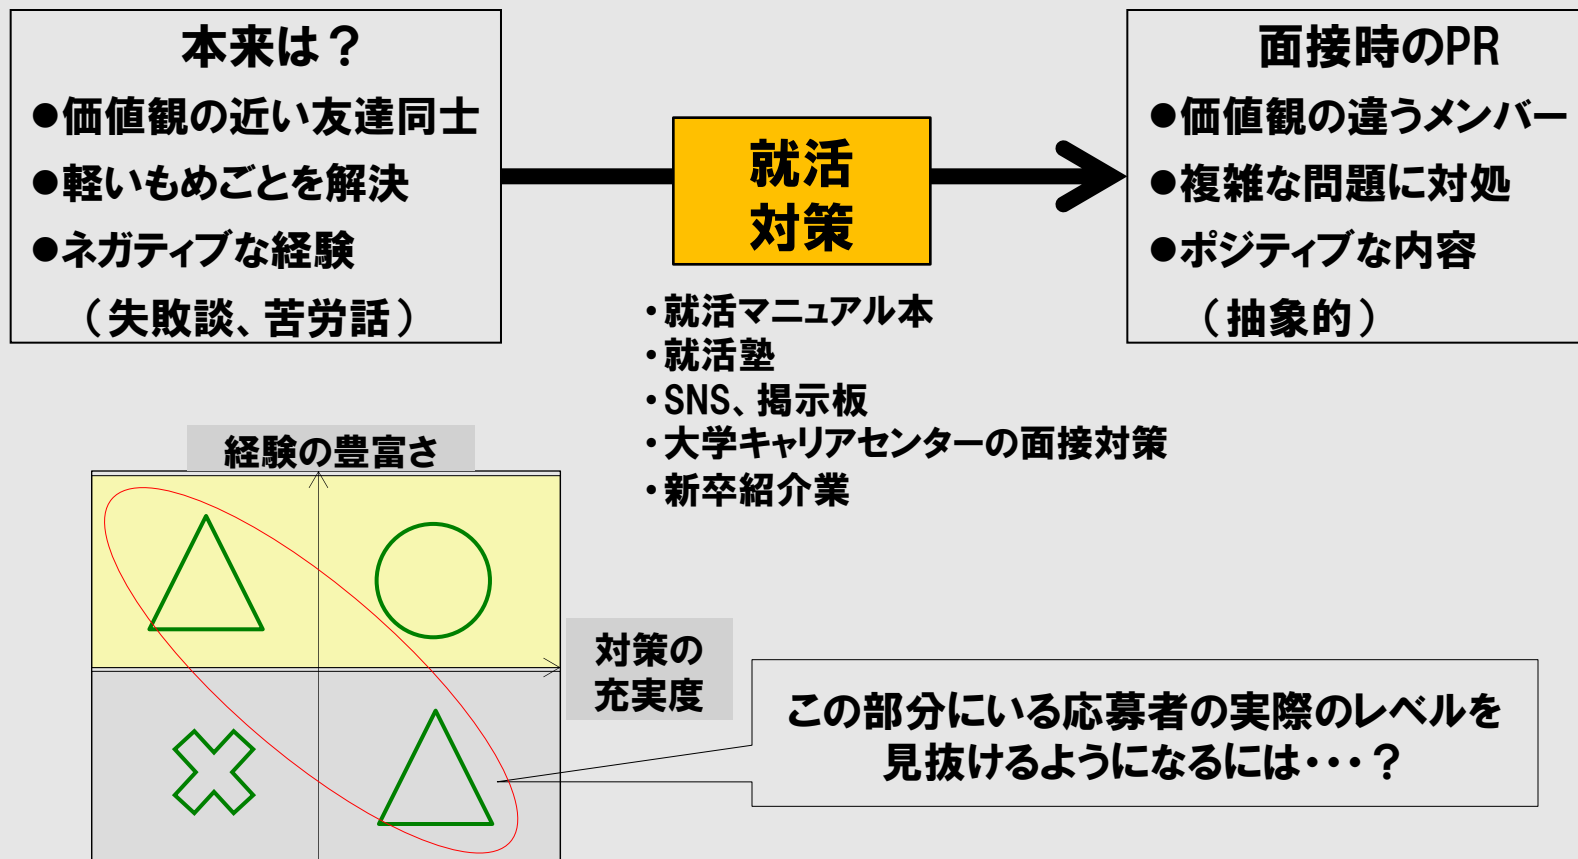 本来は？
●価値観の近い友達同士
●軽いもめごとを解決
●ネガティブな経験
（失敗談、苦労話）
就活
対策
・就活マニュアル本
・就活塾
・SNS、掲示板
・大学キャリアセンターの面接対策
・新卒紹介業
面接時のPR
●価値観の違うメンバー
●複雑な問題に対処
●ポジティブな内容
（抽象的）
経験の豊富さ
対策の
充実度
この部分にいる応募者の実際のレベルを
見抜けるようになるには・・・？